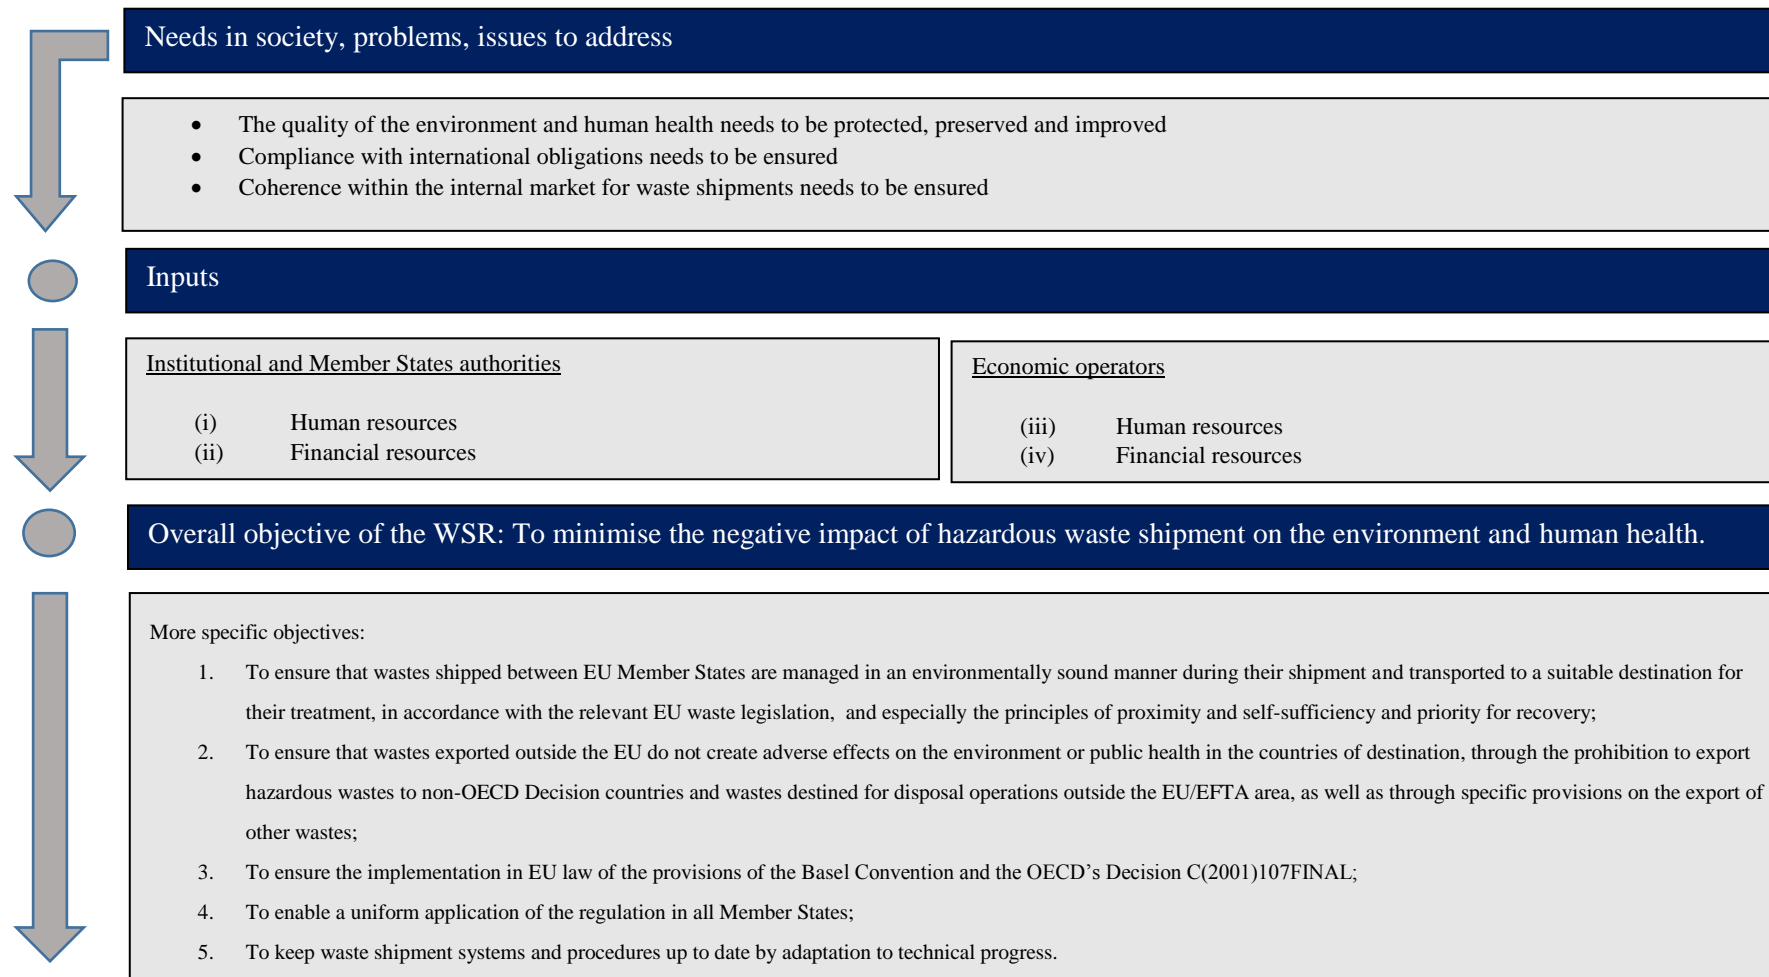 Needs in society, problems, issues to address
• The quality of the environment and human health needs to be protected, preserved and improved
• Compliance with international obligations needs to be ensured
• Coherence within the internal market for waste shipments needs to be ensured
Inputs
Institutional and Member States authorities
(i) Human resources
(ii) Financial resources
Economic operators
(iii) Human resources
(iv) Financial resources
Overall objective of the WSR: To minimise the negative impact of hazardous waste shipment on the environment and human health.
More specific objectives:
1. To ensure that wastes shipped between EU Member States are managed in an environmentally sound manner during their shipment and transported to a suitable destination for
their treatment, in accordance with the relevant EU waste legislation, and especially the principles of proximity and self-sufficiency and priority for recovery;
2. To ensure that wastes exported outside the EU do not create adverse effects on the environment or public health in the countries of destination, through the prohibition to export
hazardous wastes to non-OECD Decision countries and wastes destined for disposal operations outside the EU/EFTA area, as well as through specific provisions on the export of
other wastes;
3. To ensure the implementation in EU law of the provisions of the Basel Convention and the OECD’s Decision C(2001)107FINAL;
4. To enable a uniform application of the regulation in all Member States;
5. To keep waste shipment systems and procedures up to date by adaptation to technical progress.